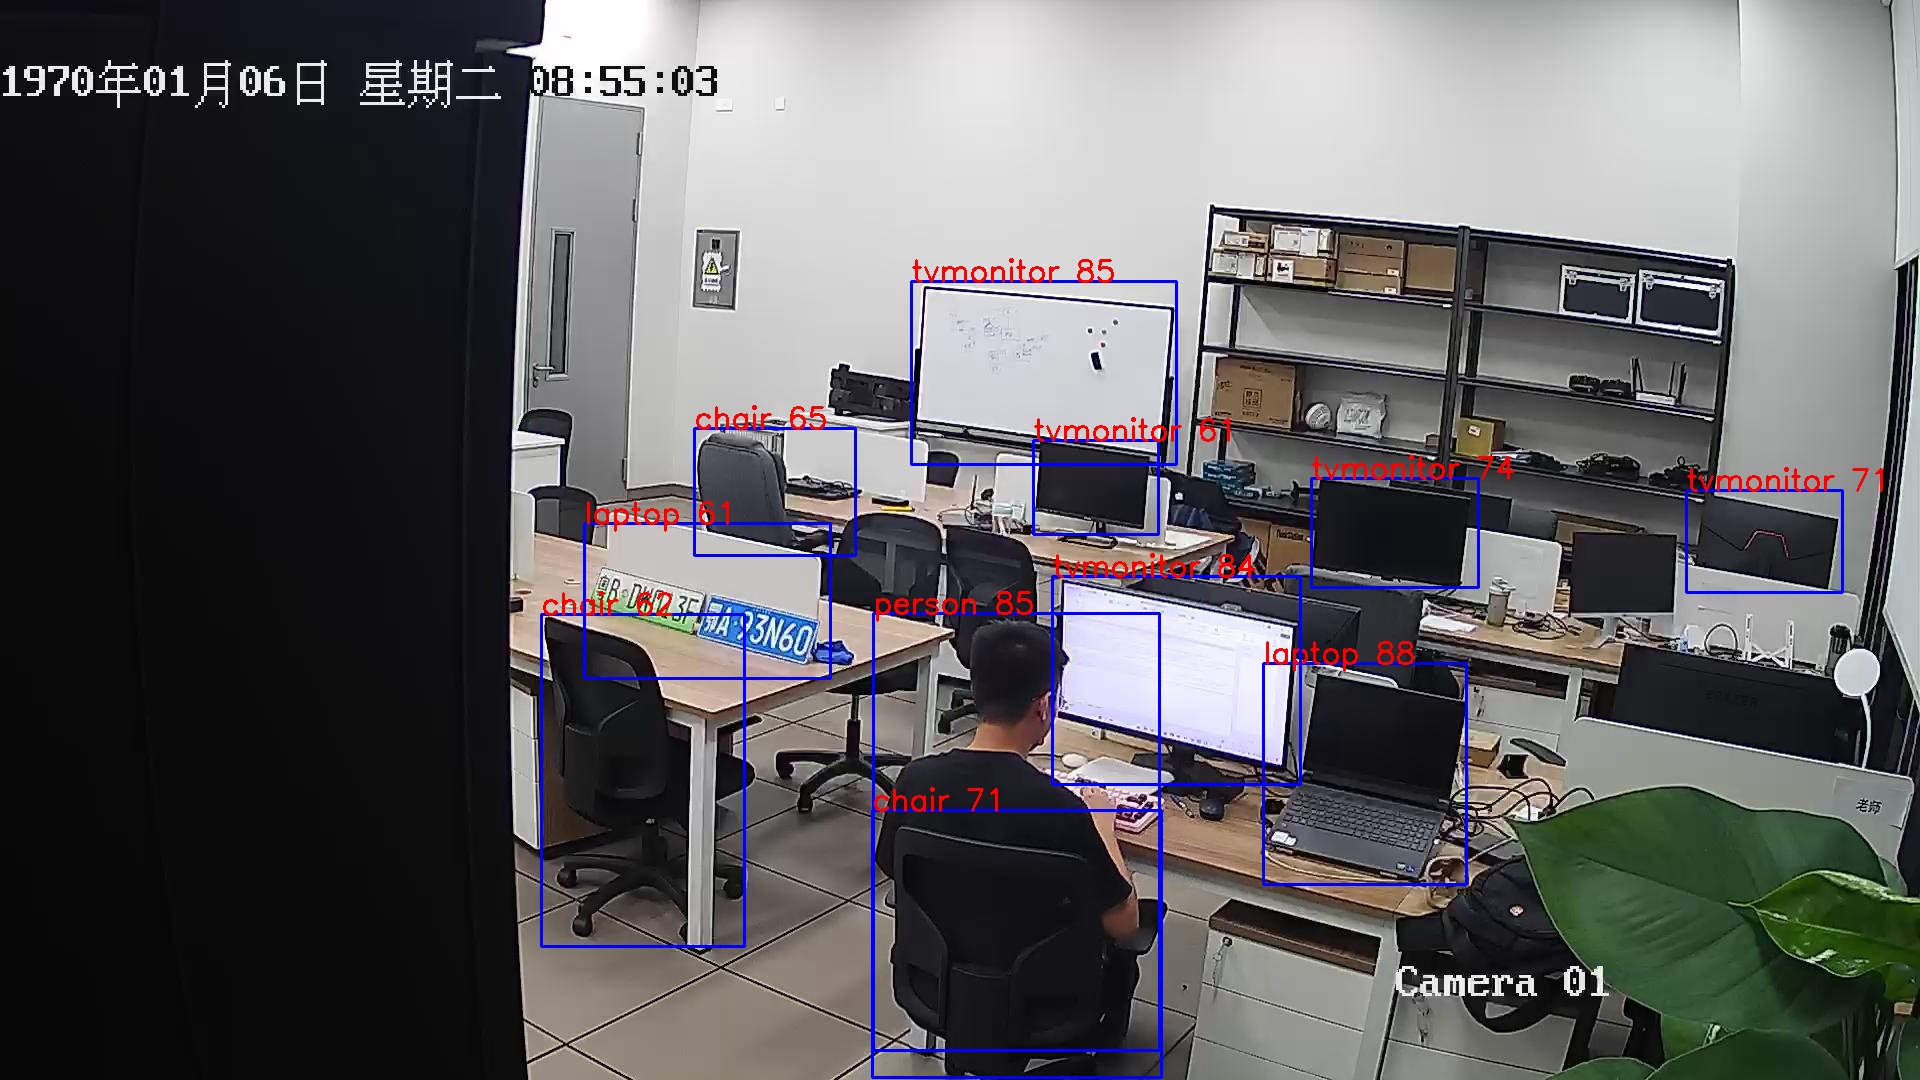 1970年01月06日 星期二 08:55:03
tvmonitor 85
chair 65
tvmonitor 61
tvmonitor 74
tvmonitor 71
laptop 61
tvmonitor 84
chair 62
person 85
A·93N60
laptop 88
chair 71
老师
Camera 01